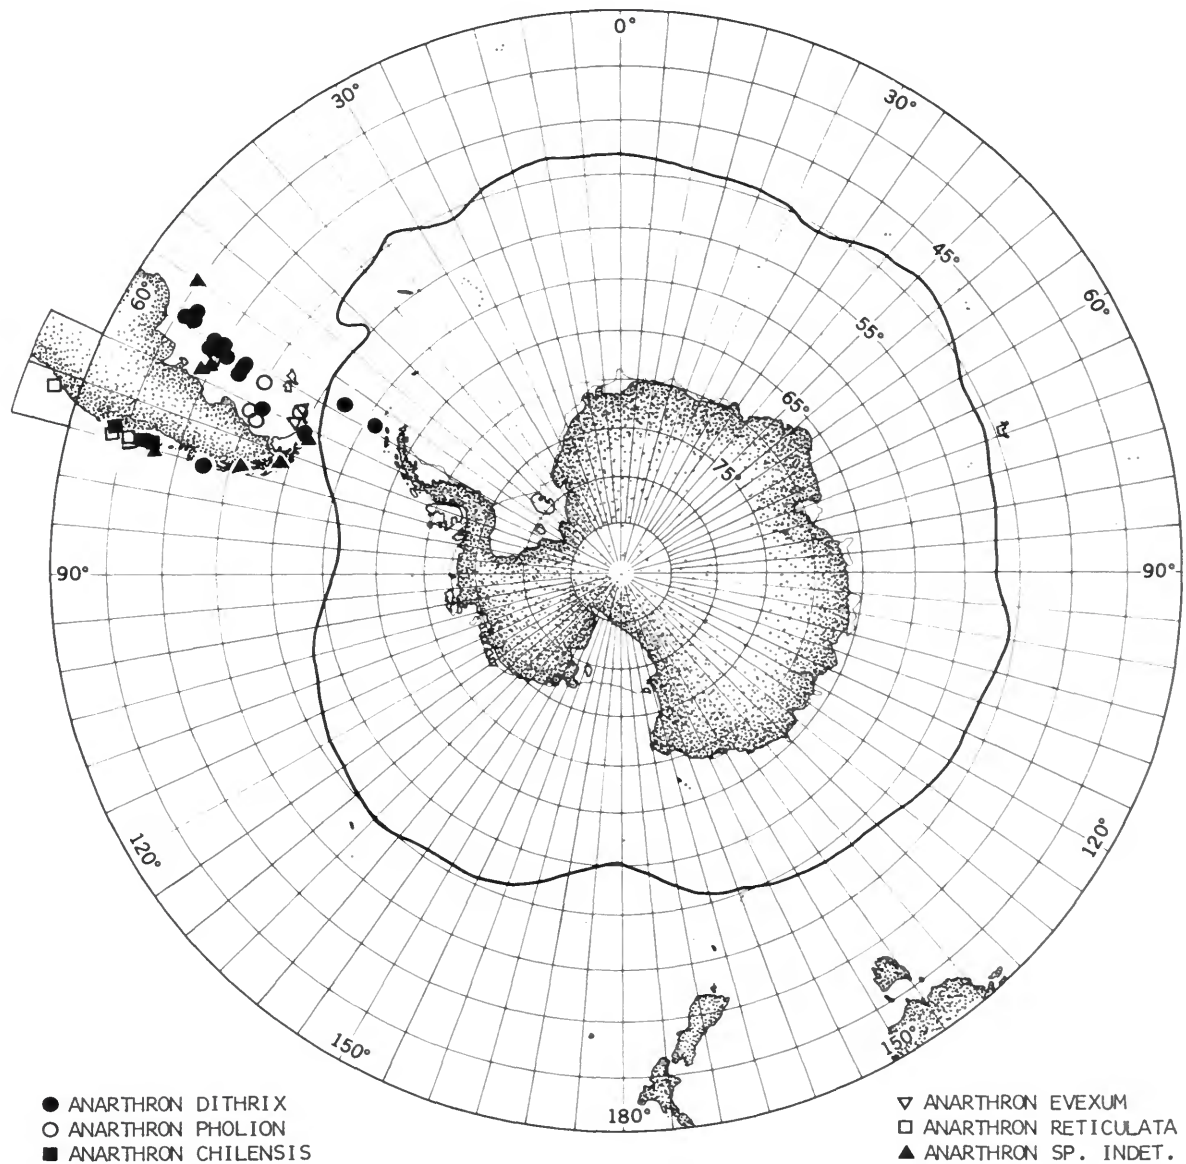 0°
30°
30°
45°
60°
60°
55°
65°
75°
90°
90°
120°
120°
150°
150°
180°
ANARTHRON DITHRIX
ANARTHRON PHOLION
ANARTHRON CHILENSIS
ANARTHRON EVEXUM
ANARTHRON RETICULATA
ANARTHRON SP. INDET.